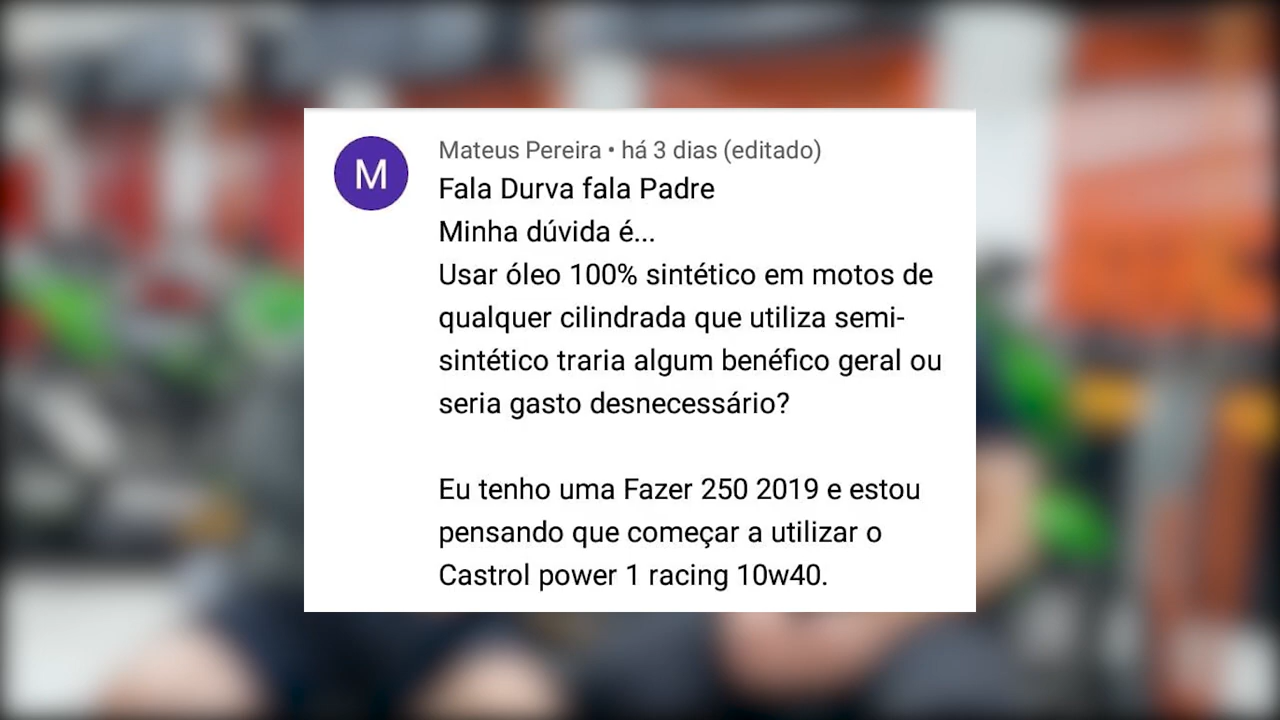 M
Mateus Pereira • há 3 dias (editado)
Fala Durva fala Padre
Minha dúvida é...
Usar óleo 100% sintético em motos de
qualquer cilindrada que utiliza semi-
sintético traria algum benéfico geral ou
seria gasto desnecessário?
Eu tenho uma Fazer 250 2019 e estou
pensando que começar a utilizar o
Castrol power 1 racing 10w40.